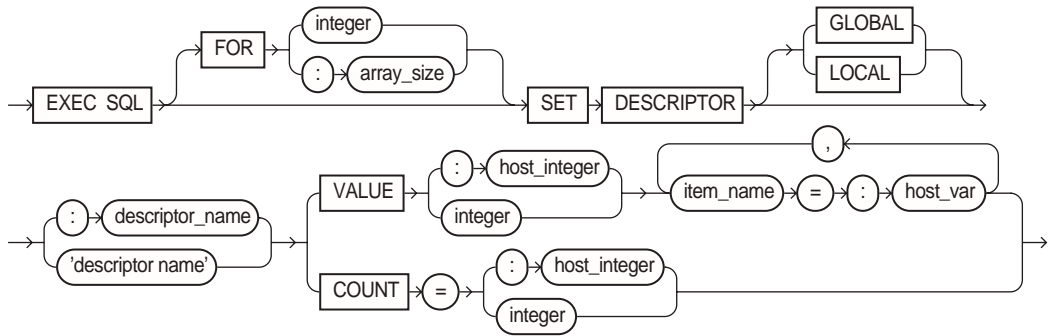 integer
GLOBAL
FOR
: array_size
LOCAL
EXEC SQL SET DESCRIPTOR
,
: host_integer
VALUE item_name = : host_var
integer
: descriptor_name
'descriptor name'
: host_integer
COUNT =
integer